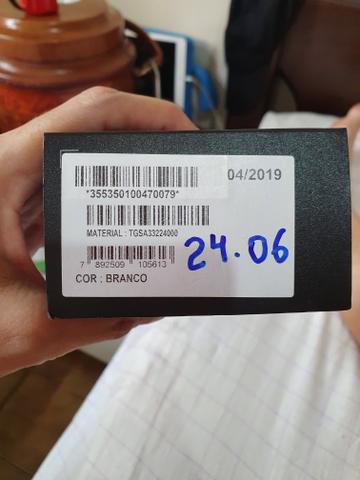 04/2019
*355350100470079*
MATERIAL : TGSA33224000
24.06
7 892509 105613
COR : BRANCO